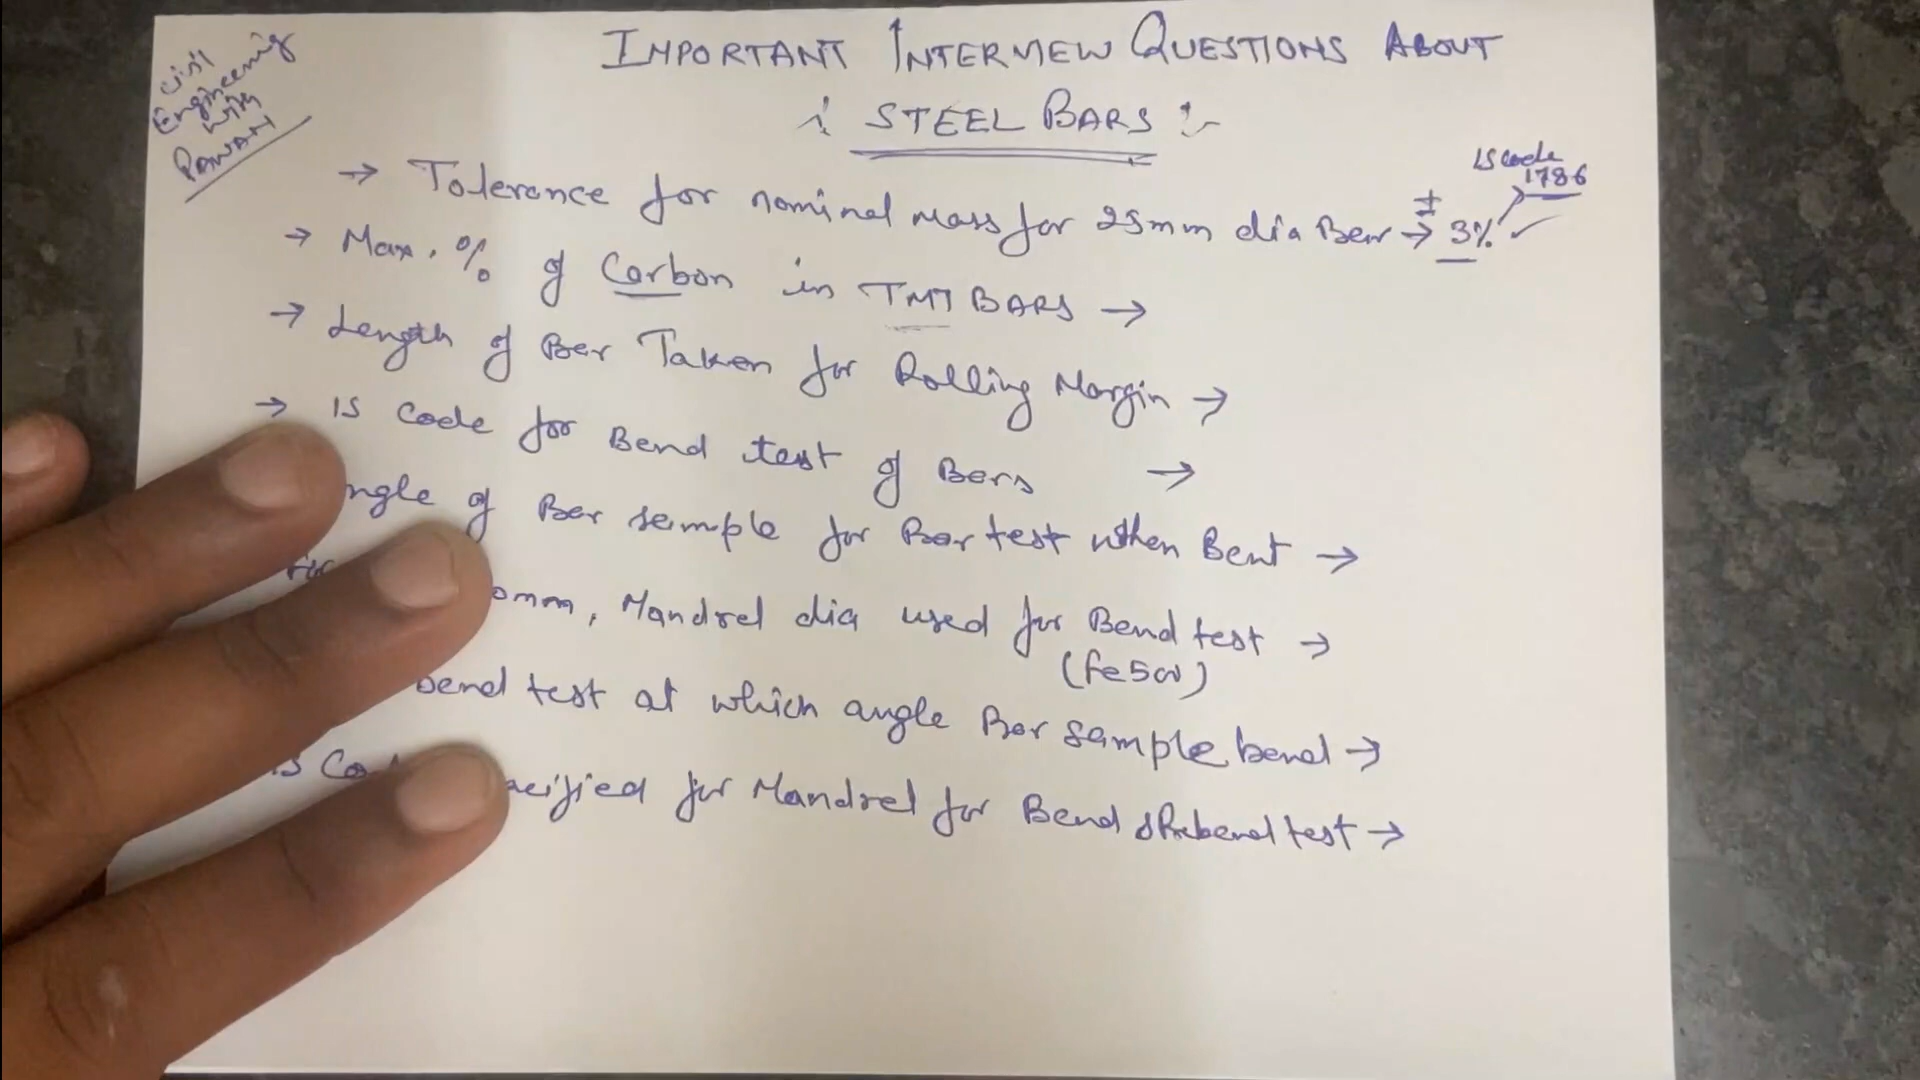 Civil
Engineering
with
PAWAN
IMPORTANT INTERVIEW QUESTIONS ABOUT
STEEL BARS :-
→ Tolerance for nominal mass for 25mm dia Bar → ± 3% ✓
IS code
1786
→ Max. % of Carbon in TMT BARS →
→ Length of Bar Taken for Rolling Margin →
→ IS Code for Bend test of Bars →
ngle of Bar sample for Bar test when Bent →
0mm, Mandrel dia used for Bend test →
(fe500)
bend test at which angle Bar sample bend →
ecified for Mandrel for Bend & Rebend test →